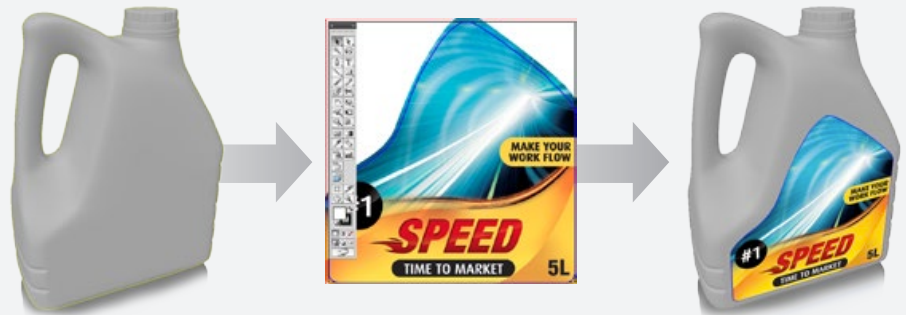 MAKE YOUR
WORK FLOW
#1
SPEED
TIME TO MARKET
5L
MAKE YOUR
WORK FLOW
#1
SPEED
TIME TO MARKET
5L